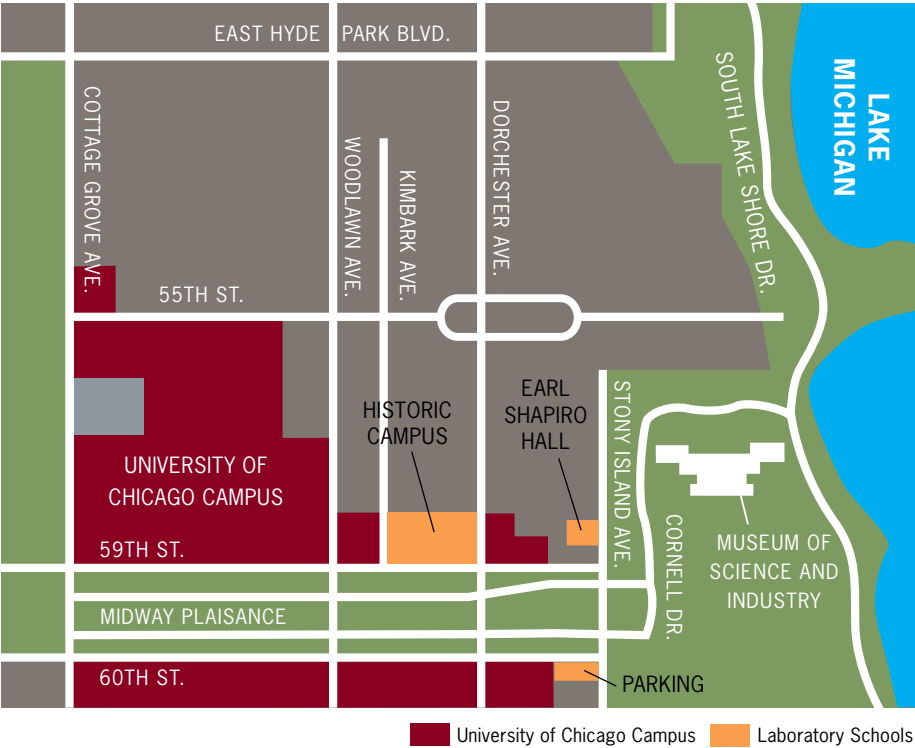 EAST HYDE PARK BLVD.
COTTAGE GROVE AVE.
WOODLAWN AVE.
KIMBARK AVE.
DORCHESTER AVE.
SOUTH LAKE SHORE DR.
LAKE
MICHIGAN
55TH ST.
HISTORIC
CAMPUS
EARL
SHAPIRO
HALL
STONY ISLAND AVE.
UNIVERSITY OF
CHICAGO CAMPUS
59TH ST.
CORNELL DR.
MUSEUM OF
SCIENCE AND
INDUSTRY
MIDWAY PLAISANCE
60TH ST.
PARKING
University of Chicago Campus
Laboratory Schools